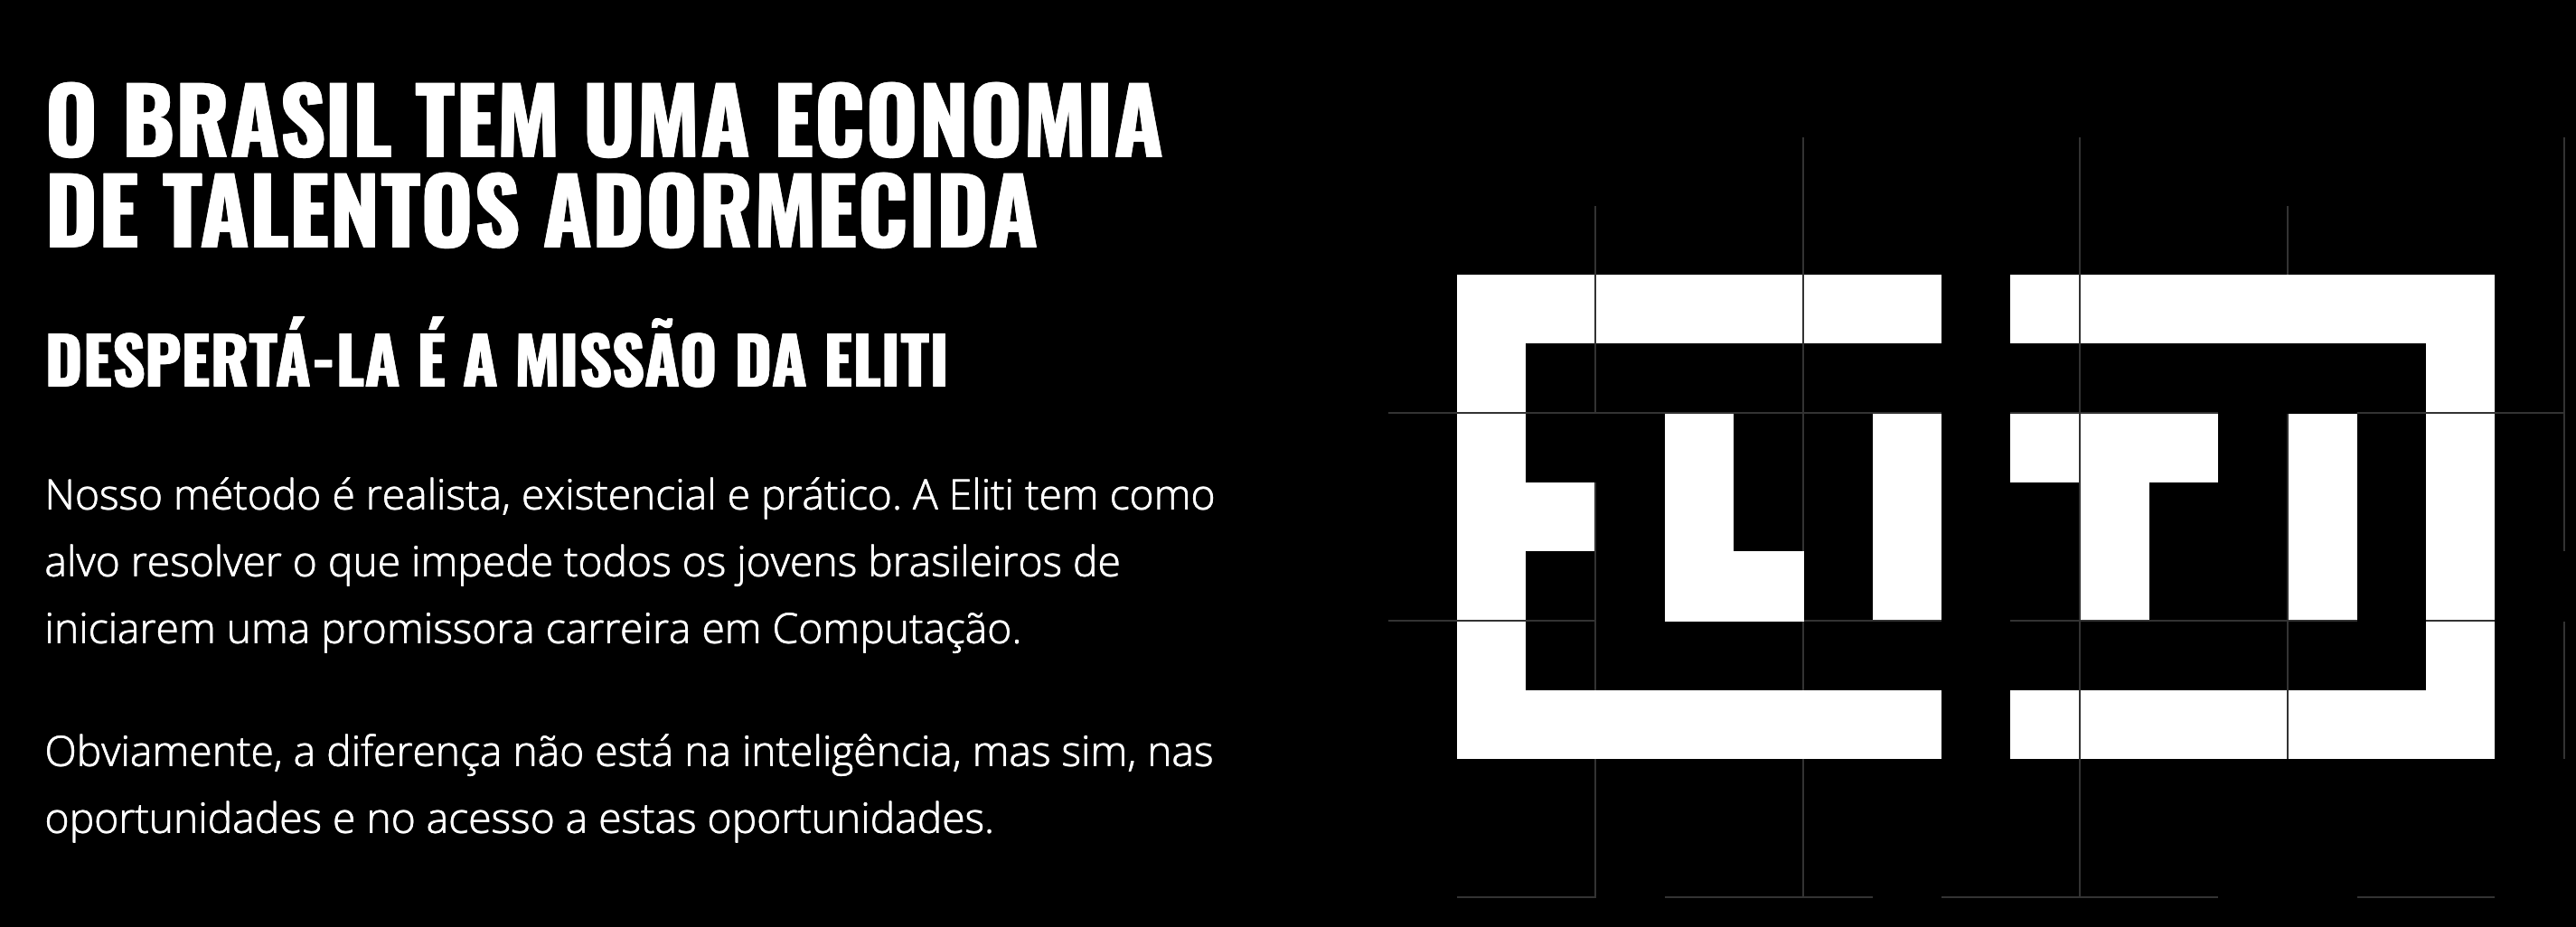 O BRASIL TEM UMA ECONOMIA
DE TALENTOS ADORMECIDA
DESPERTÁ-LA É A MISSÃO DA ELITI
Nosso método é realista, existencial e prático. A Eliti tem como
alvo resolver o que impede todos os jovens brasileiros de
iniciarem uma promissora carreira em Computação.
Obviamente, a diferença não está na inteligência, mas sim, nas
oportunidades e no acesso a estas oportunidades.
ELITI